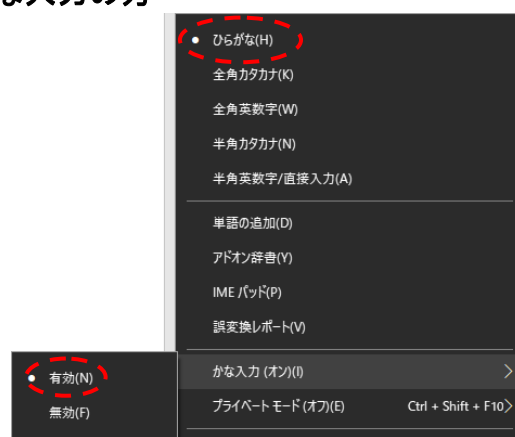 な入力の方
ひらがな(H)
全角カタカナ(K)
全角英数字(W)
半角カタカナ(N)
半角英数字/直接入力(A)
単語の追加(D)
アドオン辞書(Y)
IME パッド(P)
誤変換レポート(V)
かな入力 (オン)(I)
プライベート モード (オフ)(E) Ctrl + Shift + F10
有効(N)
無効(F)